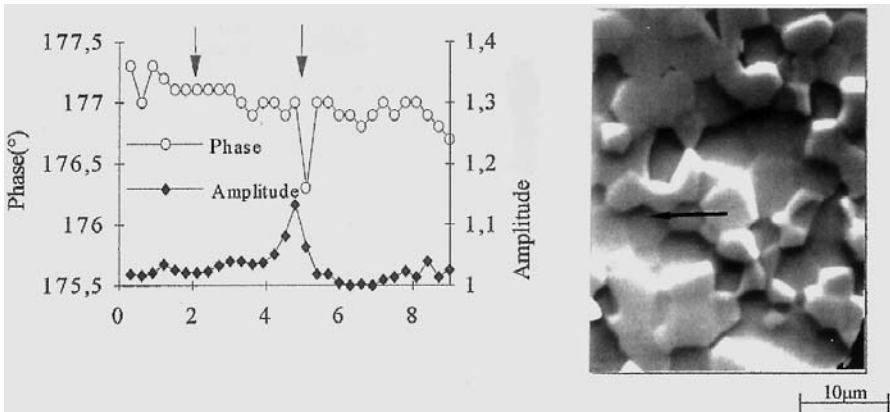 177,5
177
176,5
176
175,5
Phase(°)
Phase
Amplitude
1,4
1,3
1,2
1,1
1
Amplitude
0 2 4 6 8
10μm